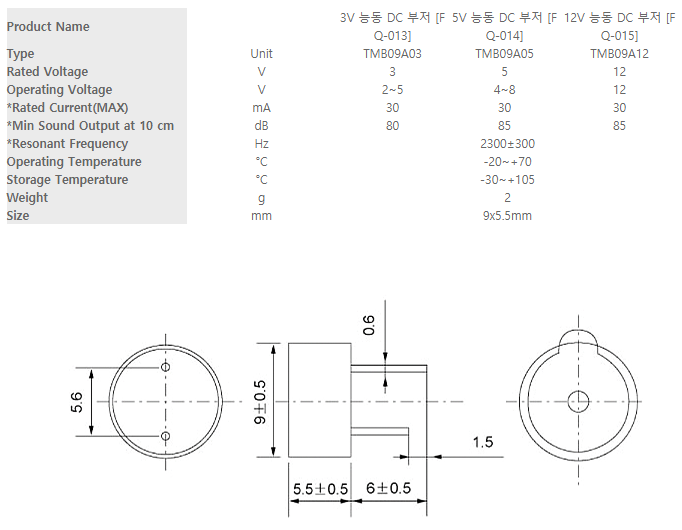 Product Name 3V 능동 DC 부저 [F 5V 능동 DC 부저 [F 12V 능동 DC 부저 [F
Q-013] Q-014] Q-015]
Type Unit TMB09A03 TMB09A05 TMB09A12
Rated Voltage V 3 5 12
Operating Voltage V 2~5 4~8 12
*Rated Current(MAX) mA 30 30 30
*Min Sound Output at 10 cm dB 80 85 85
*Resonant Frequency Hz 2300±300
Operating Temperature °C -20~+70
Storage Temperature °C -30~+105
Weight g 2
Size mm 9x5.5mm
0.6
5.6
9±0.5
1.5
5.5±0.5 6±0.5